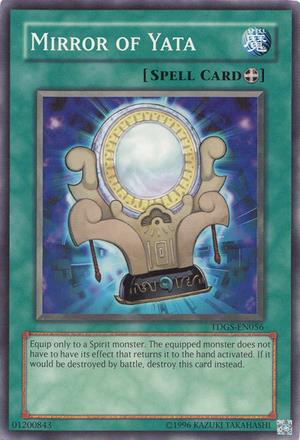 MIRROR OF YATA
魔
[SPELL CARD]
TDGS-EN056
Equip only to a Spirit monster. The equipped monster does not
have to have its effect that returns it to the hand activated. If it
would be destroyed by battle, destroy this card instead.
01200843
©1996 KAZUKI TAKAHASHI